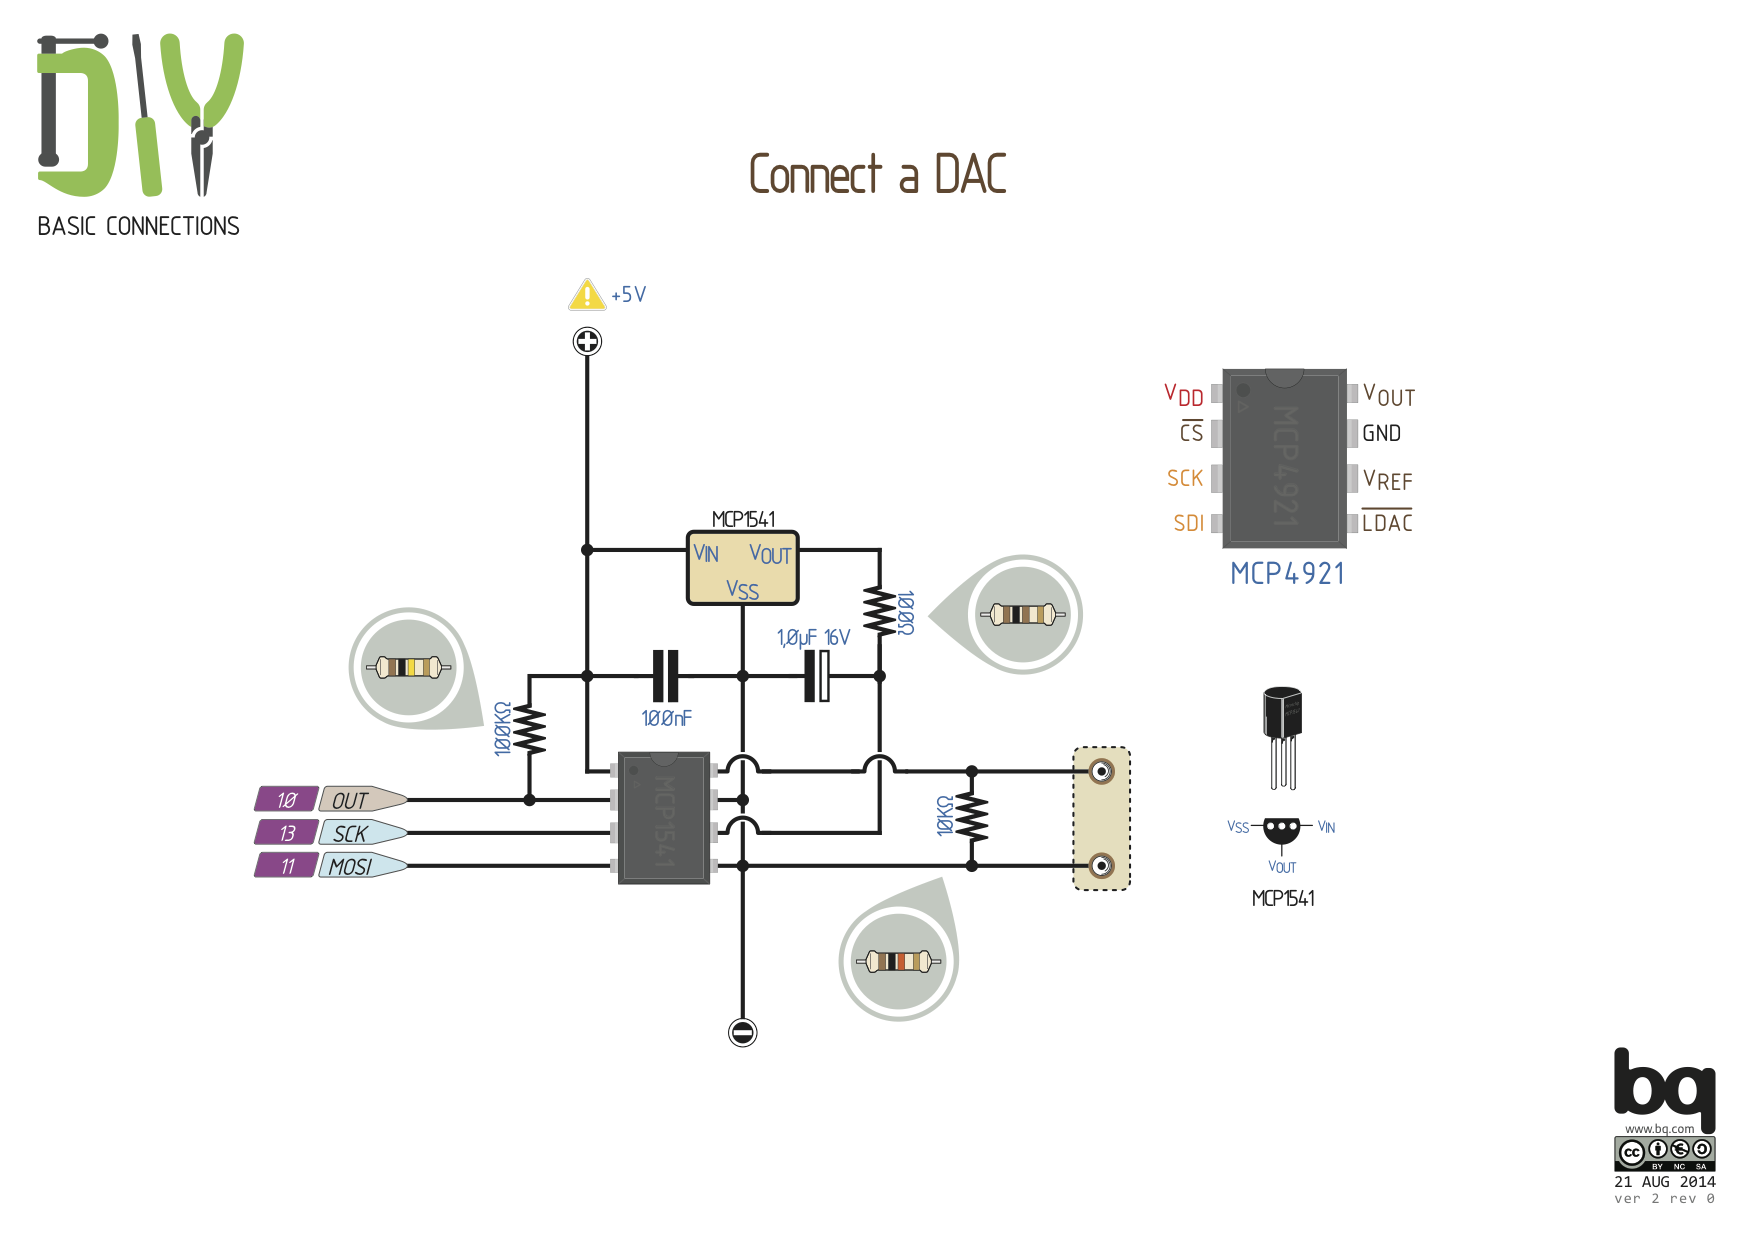 DIY
BASIC CONNECTIONS
Connect a DAC
+5V
MCP1541
VIN VOUT
VSS
100Ω
1,0µF 16V
100nF
100KΩ
10 OUT
13 SCK
11 MOSI
MCP1541
10KΩ
VDD VOUT
CS GND
SCK VREF
SDI LDAC
MCP4921
MCP4921
VSS VIN
VOUT
MCP1541
bq
www.bq.com
cc BY NC SA
21 AUG 2014
ver 2 rev 0